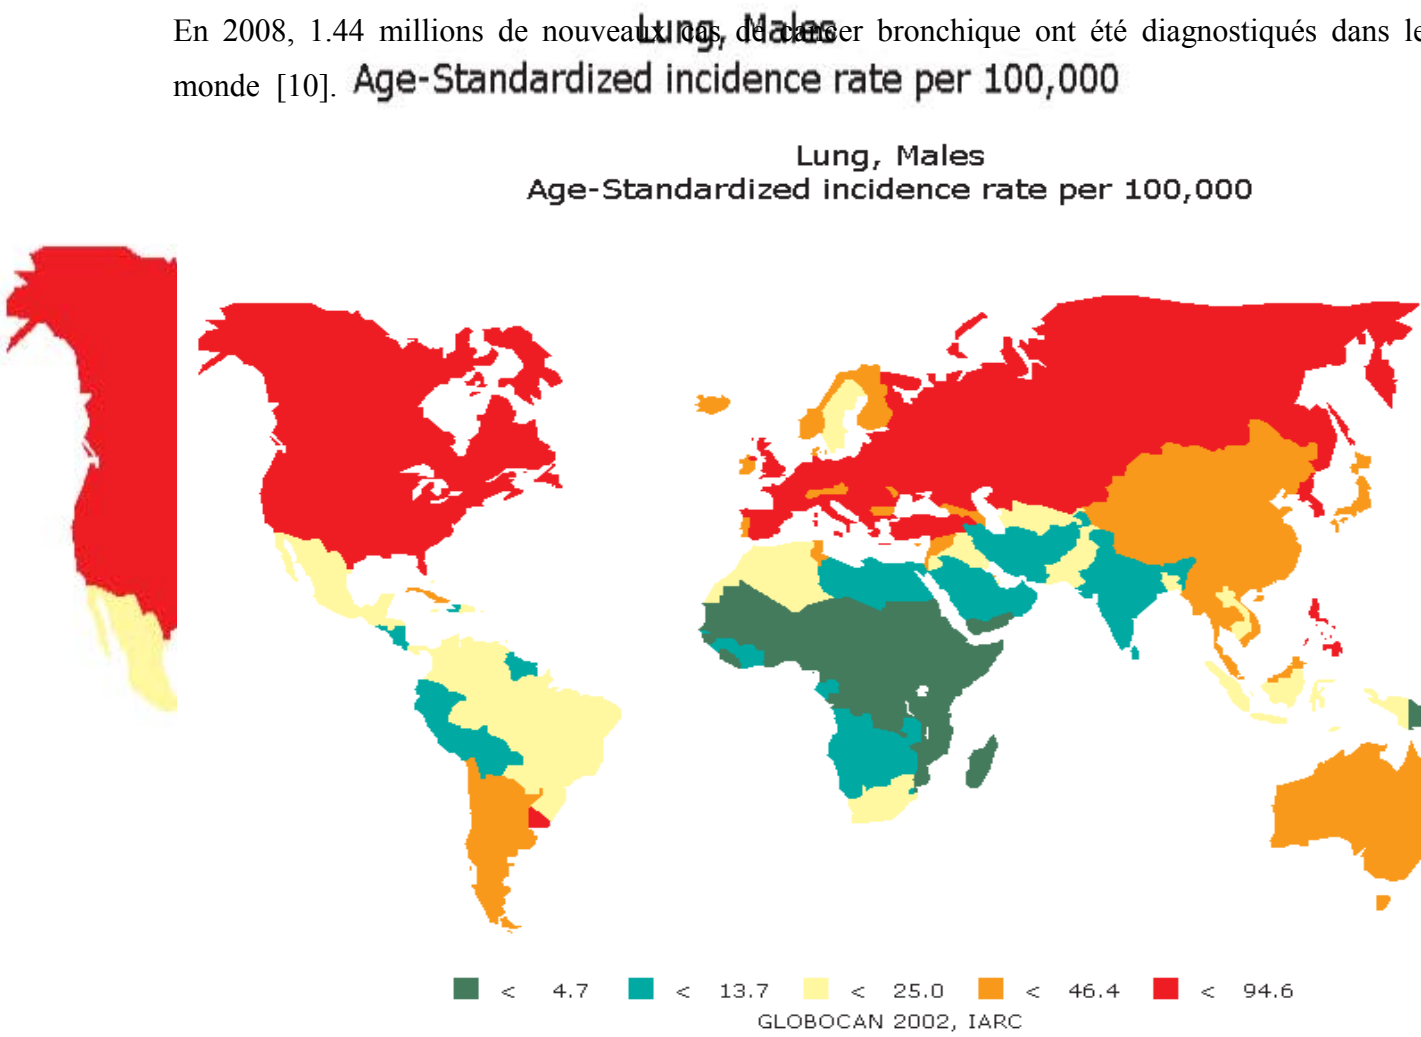 En 2008, 1.44 millions de nouveaux cas de cancer bronchique ont été diagnostiqués dans le
Lung, Males
monde [10].
Age-Standardized incidence rate per 100,000
Lung, Males
Age-Standardized incidence rate per 100,000
< 4.7 < 13.7 < 25.0 < 46.4 < 94.6
GLOBOCAN 2002, IARC